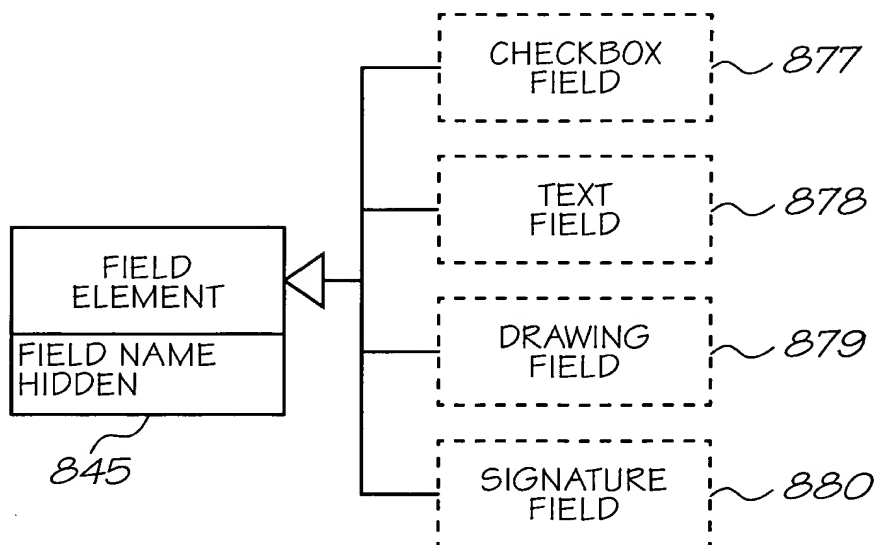 CHECKBOX
FIELD
877
TEXT
FIELD
878
FIELD
ELEMENT
FIELD NAME
HIDDEN
845
DRAWING
FIELD
879
SIGNATURE
FIELD
880